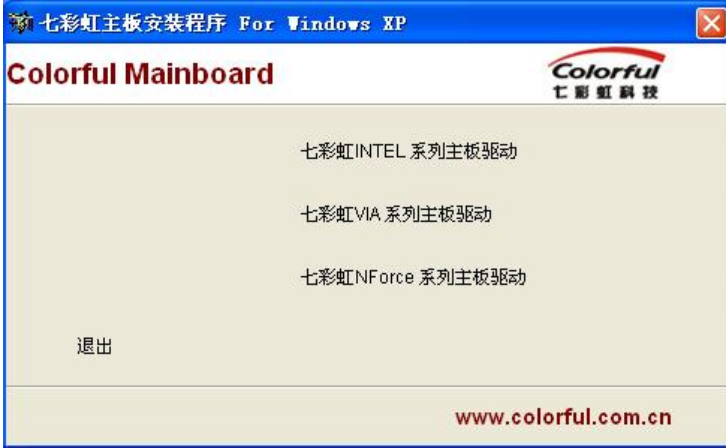 七彩虹主板安装程序 For Windows XP
Colorful Mainboard
Colorful
七彩虹科技
七彩虹INTEL 系列主板驱动
七彩虹VIA 系列主板驱动
七彩虹NForce 系列主板驱动
退出
www.colorful.com.cn